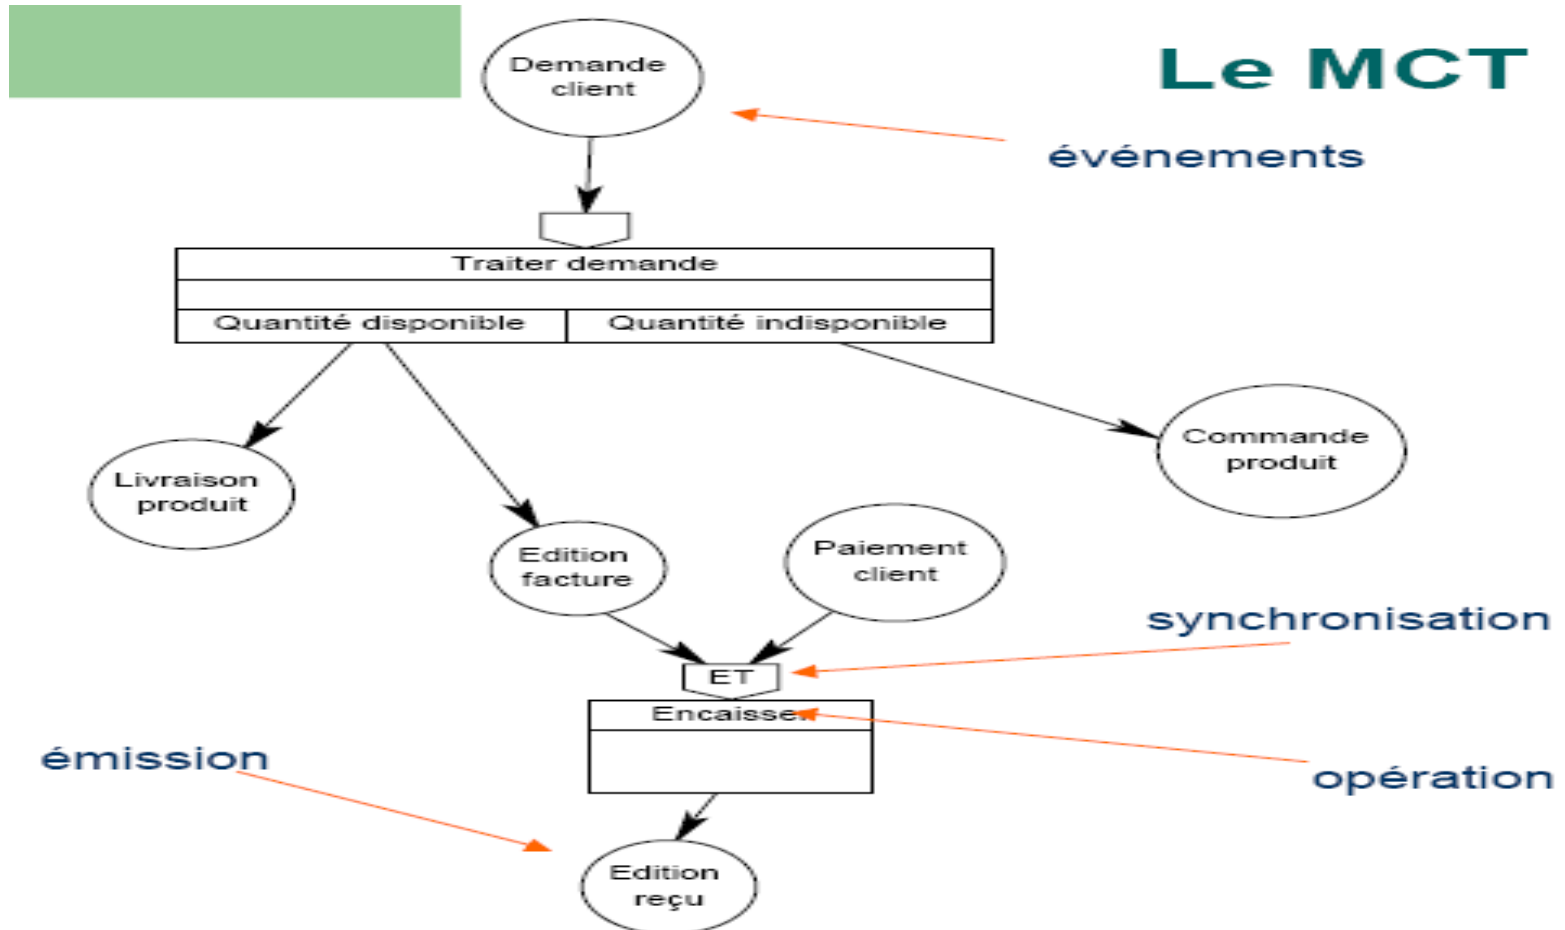 Le MCT
Demande
client
événements
Traiter demande
Quantité disponible
Quantité indisponible
Livraison
produit
Commande
produit
Edition
facture
Paiement
client
synchronisation
ET
Encaisser
émission
opération
Edition
reçu